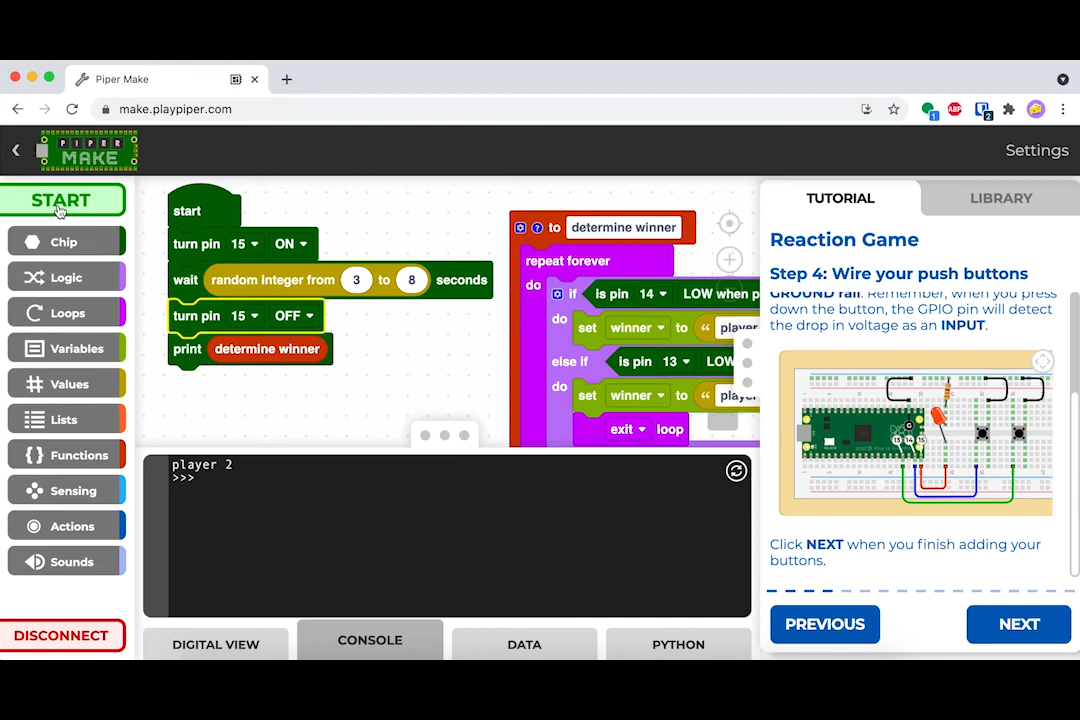 Piper Make
make.playpiper.com
1
ABP
2
PIPER
MAKE
Settings
START
Chip
Logic
Loops
Variables
Values
Lists
Functions
Sensing
Actions
Sounds
DISCONNECT
start
turn pin 15 ON
wait random integer from 3 to 8 seconds
turn pin 15 OFF
print determine winner
? to determine winner
repeat forever
do if is pin 14 LOW when p
do set winner to “ player
else if is pin 13 LOW
do set winner to “ playe
exit loop
player 2
>>>
DIGITAL VIEW
CONSOLE
DATA
PYTHON
TUTORIAL
LIBRARY
Reaction Game
Step 4: Wire your push buttons
GROUND rail. Remember, when you press
down the button, the GPIO pin will detect
the drop in voltage as an INPUT.
G
13 14 15
Click NEXT when you finish adding your
buttons.
PREVIOUS
NEXT